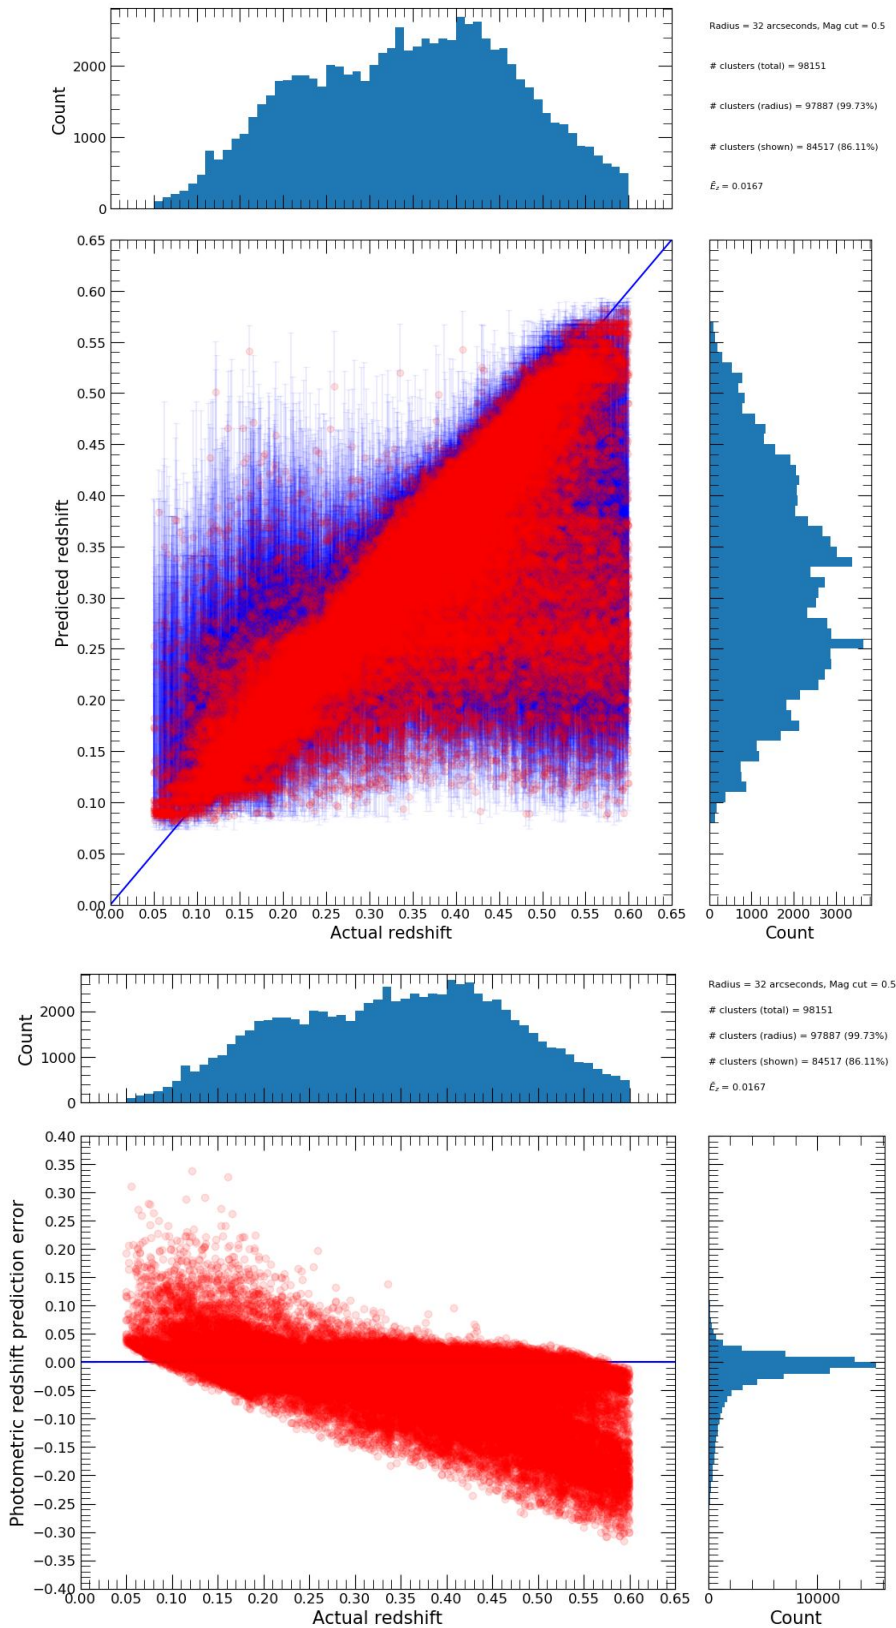 Count
2000
1000
0
Radius = 32 arcseconds, Mag cut = 0.5
# clusters (total) = 98151
# clusters (radius) = 97887 (99.73%)
# clusters (shown) = 84517 (86.11%)
Ē_z = 0.0167
Predicted redshift
0.65
0.60
0.55
0.50
0.45
0.40
0.35
0.30
0.25
0.20
0.15
0.10
0.05
0.00
0.00 0.05 0.10 0.15 0.20 0.25 0.30 0.35 0.40 0.45 0.50 0.55 0.60 0.65
Actual redshift
0 1000 2000 3000
Count
Count
2000
1000
0
Radius = 32 arcseconds, Mag cut = 0.5
# clusters (total) = 98151
# clusters (radius) = 97887 (99.73%)
# clusters (shown) = 84517 (86.11%)
Ē_z = 0.0167
Photometric redshift prediction error
0.40
0.35
0.30
0.25
0.20
0.15
0.10
0.05
0.00
−0.05
−0.10
−0.15
−0.20
−0.25
−0.30
−0.35
−0.40
0.00 0.05 0.10 0.15 0.20 0.25 0.30 0.35 0.40 0.45 0.50 0.55 0.60 0.65
Actual redshift
0 10000
Count